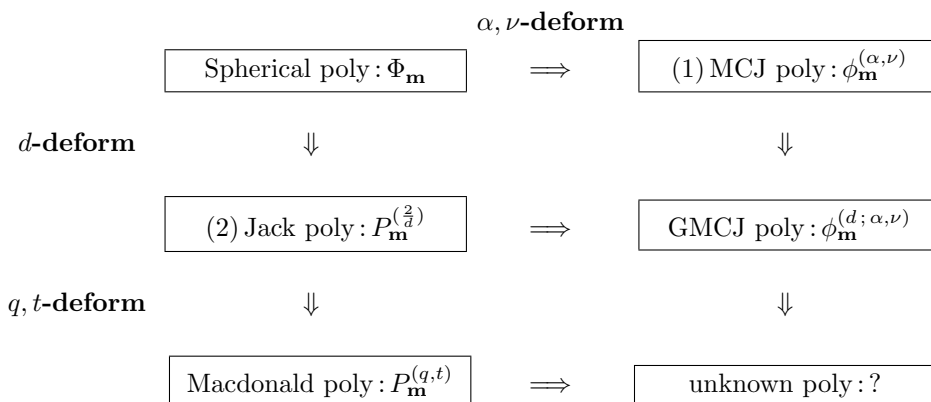 α, ν-deform
Spherical poly : Φ_m ⟹ (1) MCJ poly : ϕ_m^{(α,ν)}
d-deform ⇓ ⇓
(2) Jack poly : P_m^{(2/d)} ⟹ GMCJ poly : ϕ_m^{(d ; α,ν)}
q, t-deform ⇓ ⇓
Macdonald poly : P_m^{(q,t)} ⟹ unknown poly : ?